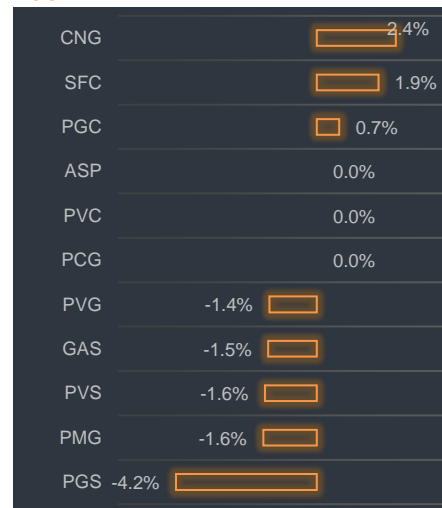 CNG 2.4%
SFC 1.9%
PGC 0.7%
ASP 0.0%
PVC 0.0%
PCG 0.0%
PVG -1.4%
GAS -1.5%
PVS -1.6%
PMG -1.6%
PGS -4.2%